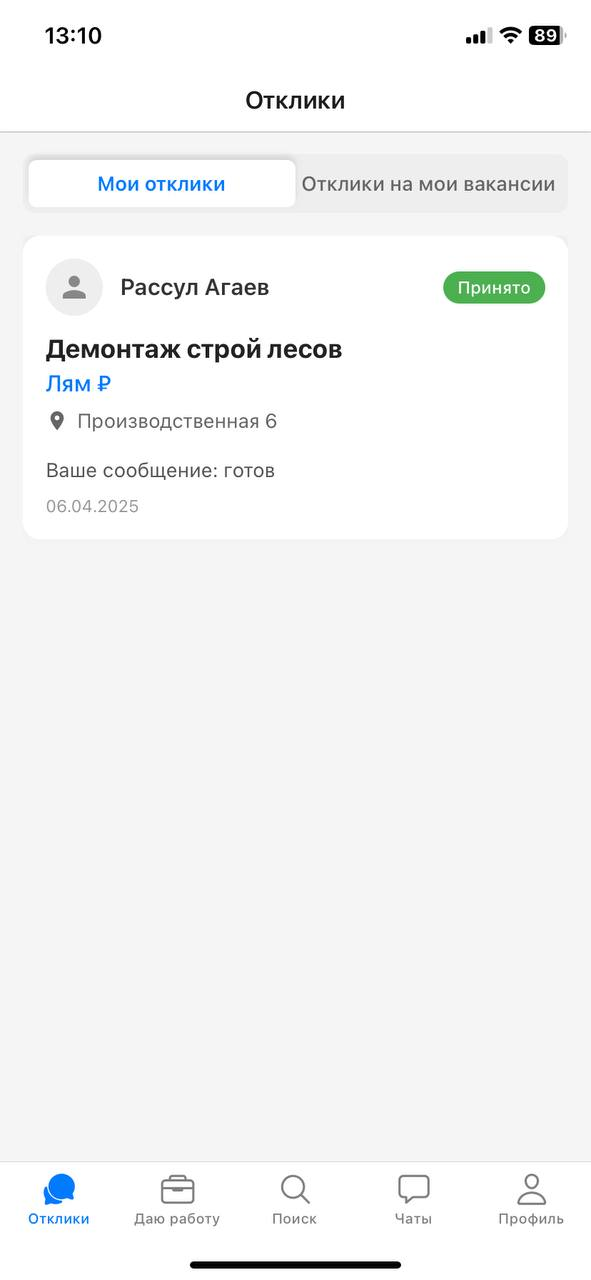 13:10
89
Отклики
Мои отклики
Отклики на мои вакансии
Рассул Агаев
Принято
Демонтаж строй лесов
Лям ₽
Производственная 6
Ваше сообщение: готов
06.04.2025
Отклики
Даю работу
Поиск
Чаты
Профиль